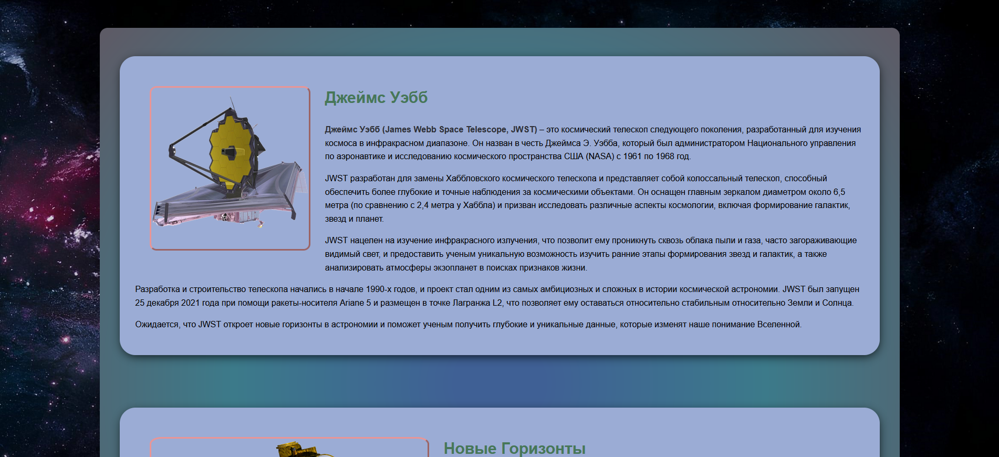 Джеймс Уэбб
Джеймс Уэбб (James Webb Space Telescope, JWST) – это космический телескоп следующего поколения, разработанный для изучения
космоса в инфракрасном диапазоне. Он назван в честь Джеймса Э. Уэбба, который был администратором Национального управления
по аэронавтике и исследованию космического пространства США (NASA) с 1961 по 1968 год.
JWST разработан для замены Хаббловского космического телескопа и представляет собой колоссальный телескоп, способный
обеспечить более глубокие и точные наблюдения за космическими объектами. Он оснащен главным зеркалом диаметром около 6,5
метра (по сравнению с 2,4 метра у Хаббла) и призван исследовать различные аспекты космологии, включая формирование галактик,
звезд и планет.
JWST нацелен на изучение инфракрасного излучения, что позволит ему проникнуть сквозь облака пыли и газа, часто загораживающие
видимый свет, и предоставить ученым уникальную возможность изучить ранние этапы формирования звезд и галактик, а также
анализировать атмосферы экзопланет в поисках признаков жизни.
Разработка и строительство телескопа начались в начале 1990-х годов, и проект стал одним из самых амбициозных и сложных в истории космической астрономии. JWST был запущен
25 декабря 2021 года при помощи ракеты-носителя Ariane 5 и размещен в точке Лагранжа L2, что позволяет ему оставаться относительно стабильным относительно Земли и Солнца.
Ожидается, что JWST откроет новые горизонты в астрономии и поможет ученым получить глубокие и уникальные данные, которые изменят наше понимание Вселенной.
Новые Горизонты